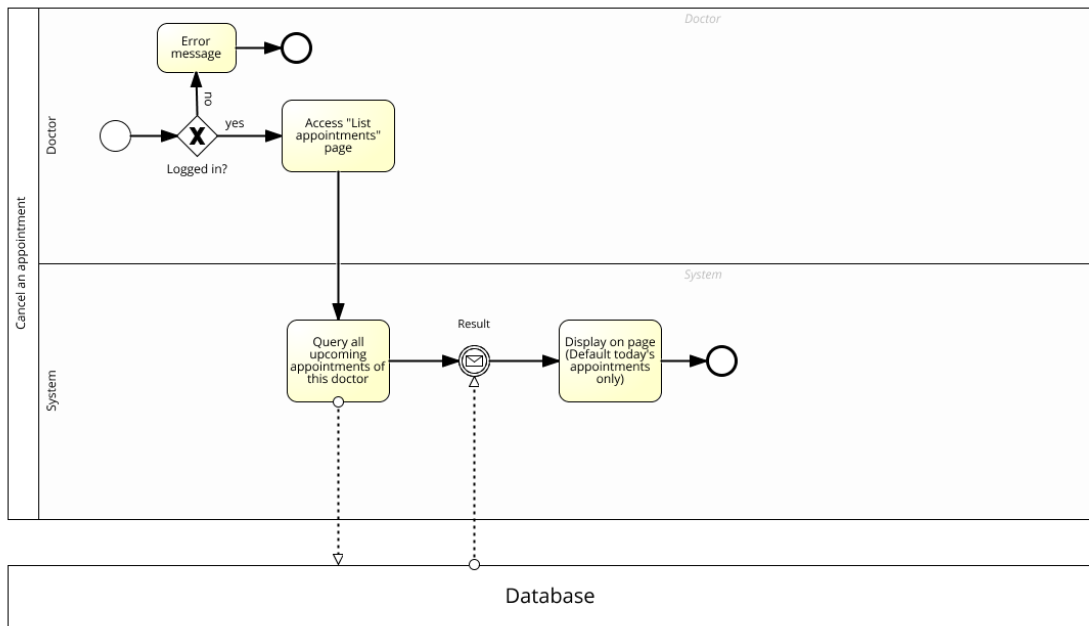 Doctor
Error
message
no
yes
Access "List
appointments"
page
Doctor
Logged in?
Cancel an appointment
System
Result
Query all
upcoming
appointments of
this doctor
Display on page
(Default today's
appointments
only)
System
Database